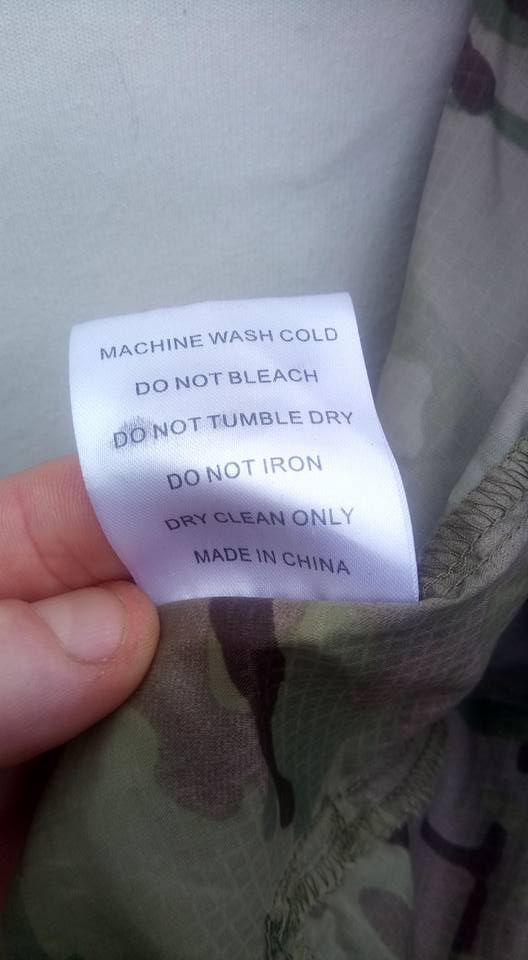 MACHINE WASH COLD
DO NOT BLEACH
DO NOT TUMBLE DRY
DO NOT IRON
DRY CLEAN ONLY
MADE IN CHINA